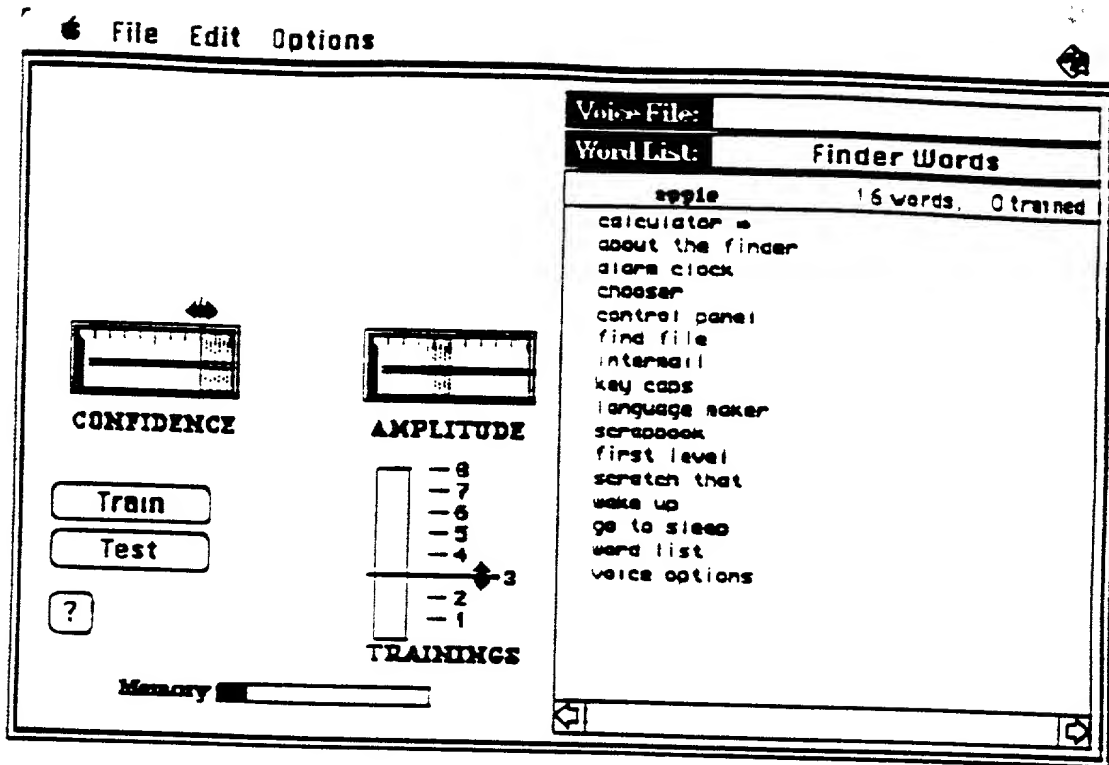 File Edit Options
Voice File:
Word List: Finder Words
apple 16 words, 0 trained
calculator
about the finder
alarm clock
chooser
control panel
find file
intermail
key caps
language maker
scrapbook
first level
scratch that
wake up
go to sleep
word list
voice options
CONFIDENCE
AMPLITUDE
Train
Test
?
8
7
6
5
4
3
2
1
TRAININGS
Memory